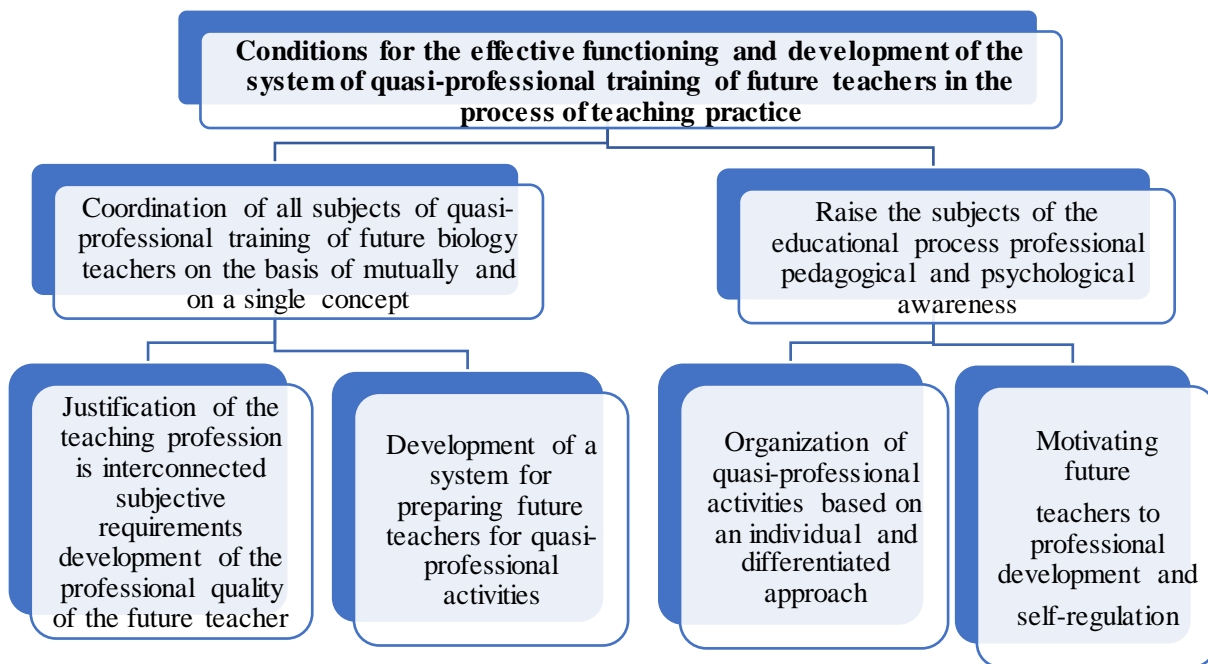 Conditions for the effective functioning and development of the
system of quasi-professional training of future teachers in the
process of teaching practice
Coordination of all subjects of quasi-
professional training of future biology
teachers on the basis of mutually and
on a single concept
Raise the subjects of the
educational process professional
pedagogical and psychological
awareness
Justification of the
teaching profession
is interconnected
subjective
requirements
development of the
professional quality
of the future teacher
Development of a
system for
preparing future
teachers for quasi-
professional
activities
Organization of
quasi-professional
activities based on
an individual and
differentiated
approach
Motivating
future
teachers to
professional
development and
self-regulation